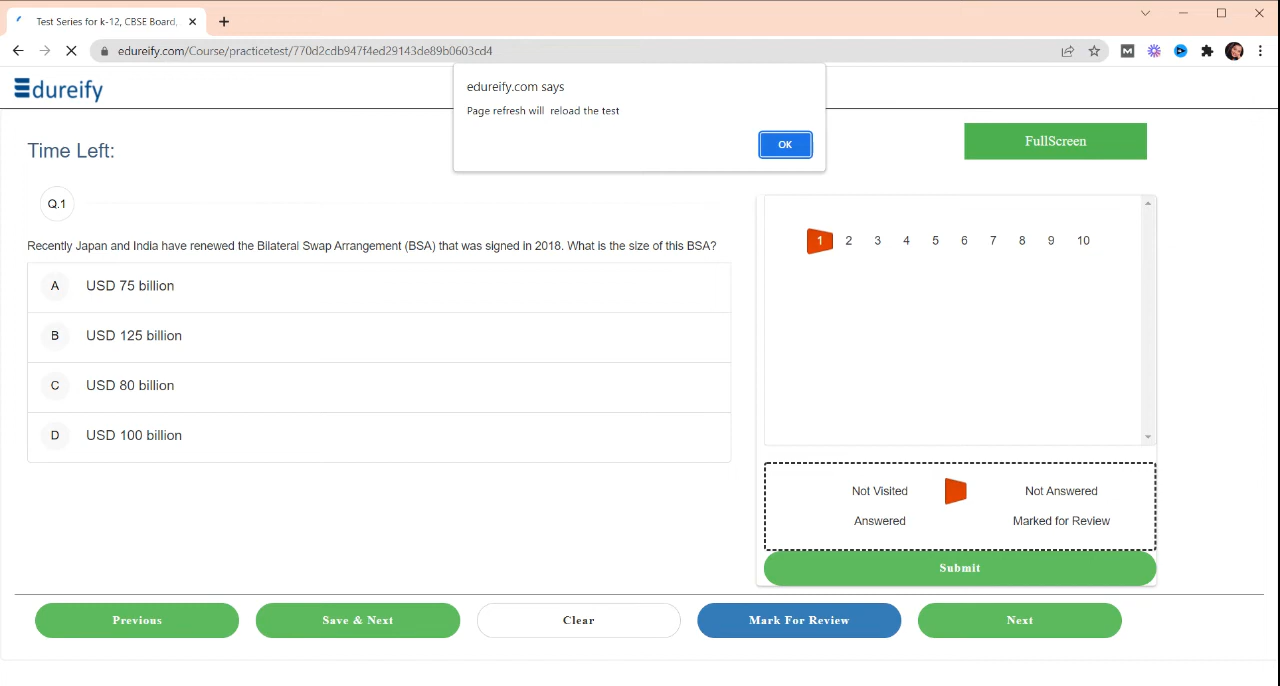 Test Series for k-12, CBSE Board,
edureify.com/Course/practicetest/770d2cdb947f4ed29143de89b0603cd4
Edureify
edureify.com says
Page refresh will reload the test
OK
Time Left:
FullScreen
Q.1
Recently Japan and India have renewed the Bilateral Swap Arrangement (BSA) that was signed in 2018. What is the size of this BSA?
A USD 75 billion
B USD 125 billion
C USD 80 billion
D USD 100 billion
1 2 3 4 5 6 7 8 9 10
Not Visited Not Answered
Answered Marked for Review
Submit
Previous Save & Next Clear Mark For Review Next